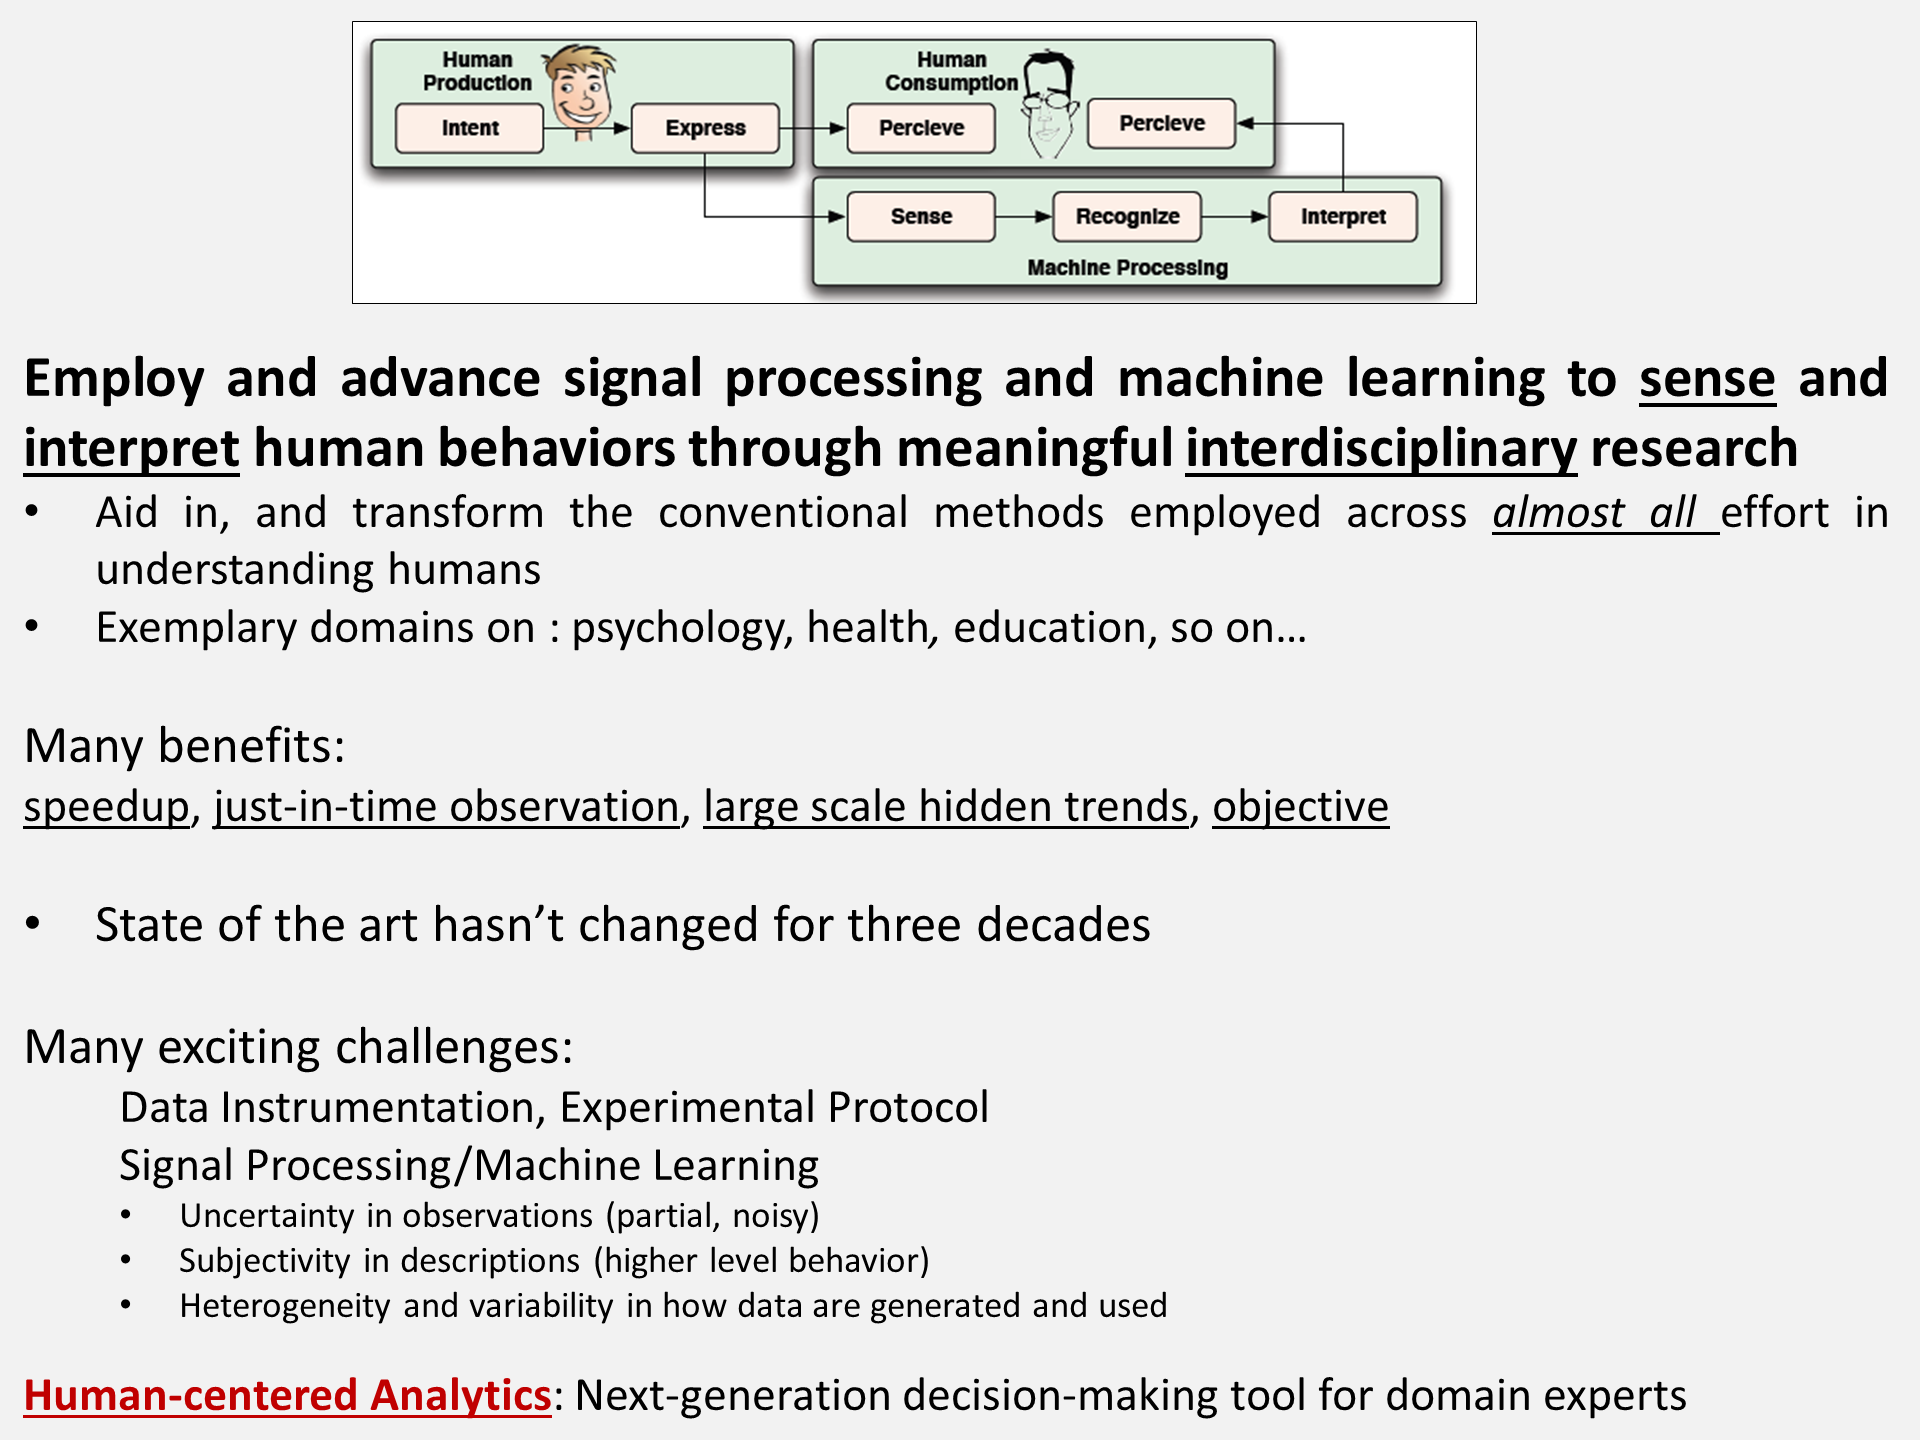 Human
Production
Intent
Express
Human
Consumption
Percieve
Percieve
Sense
Recognize
Interpret
Machine Processing
Employ and advance signal processing and machine learning to sense and
interpret human behaviors through meaningful interdisciplinary research
• Aid in, and transform the conventional methods employed across almost all effort in
understanding humans
• Exemplary domains on : psychology, health, education, so on…
Many benefits:
speedup, just-in-time observation, large scale hidden trends, objective
• State of the art hasn’t changed for three decades
Many exciting challenges:
Data Instrumentation, Experimental Protocol
Signal Processing/Machine Learning
• Uncertainty in observations (partial, noisy)
• Subjectivity in descriptions (higher level behavior)
• Heterogeneity and variability in how data are generated and used
Human-centered Analytics: Next-generation decision-making tool for domain experts